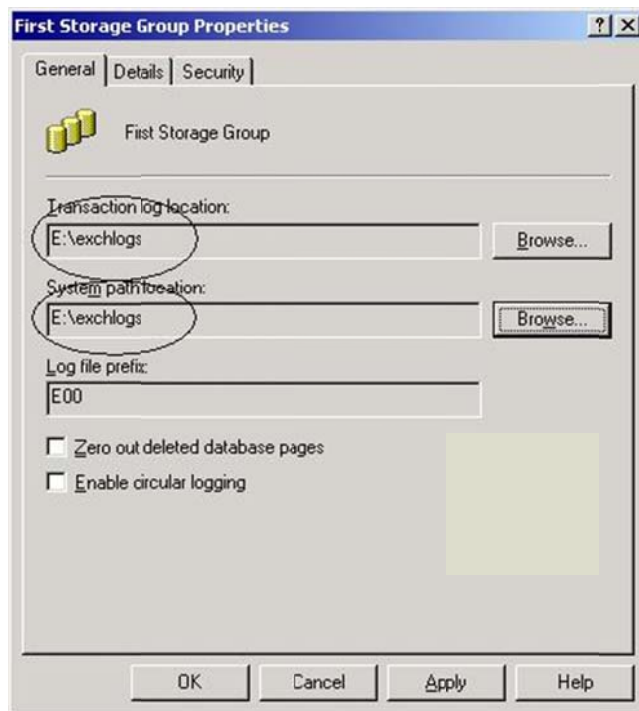 First Storage Group Properties
General Details Security
First Storage Group
Transaction log location:
E:\exchlogs Browse...
System path location:
E:\exchlogs Browse...
Log file prefix:
E00
Zero out deleted database pages
Enable circular logging
OK Cancel Apply Help